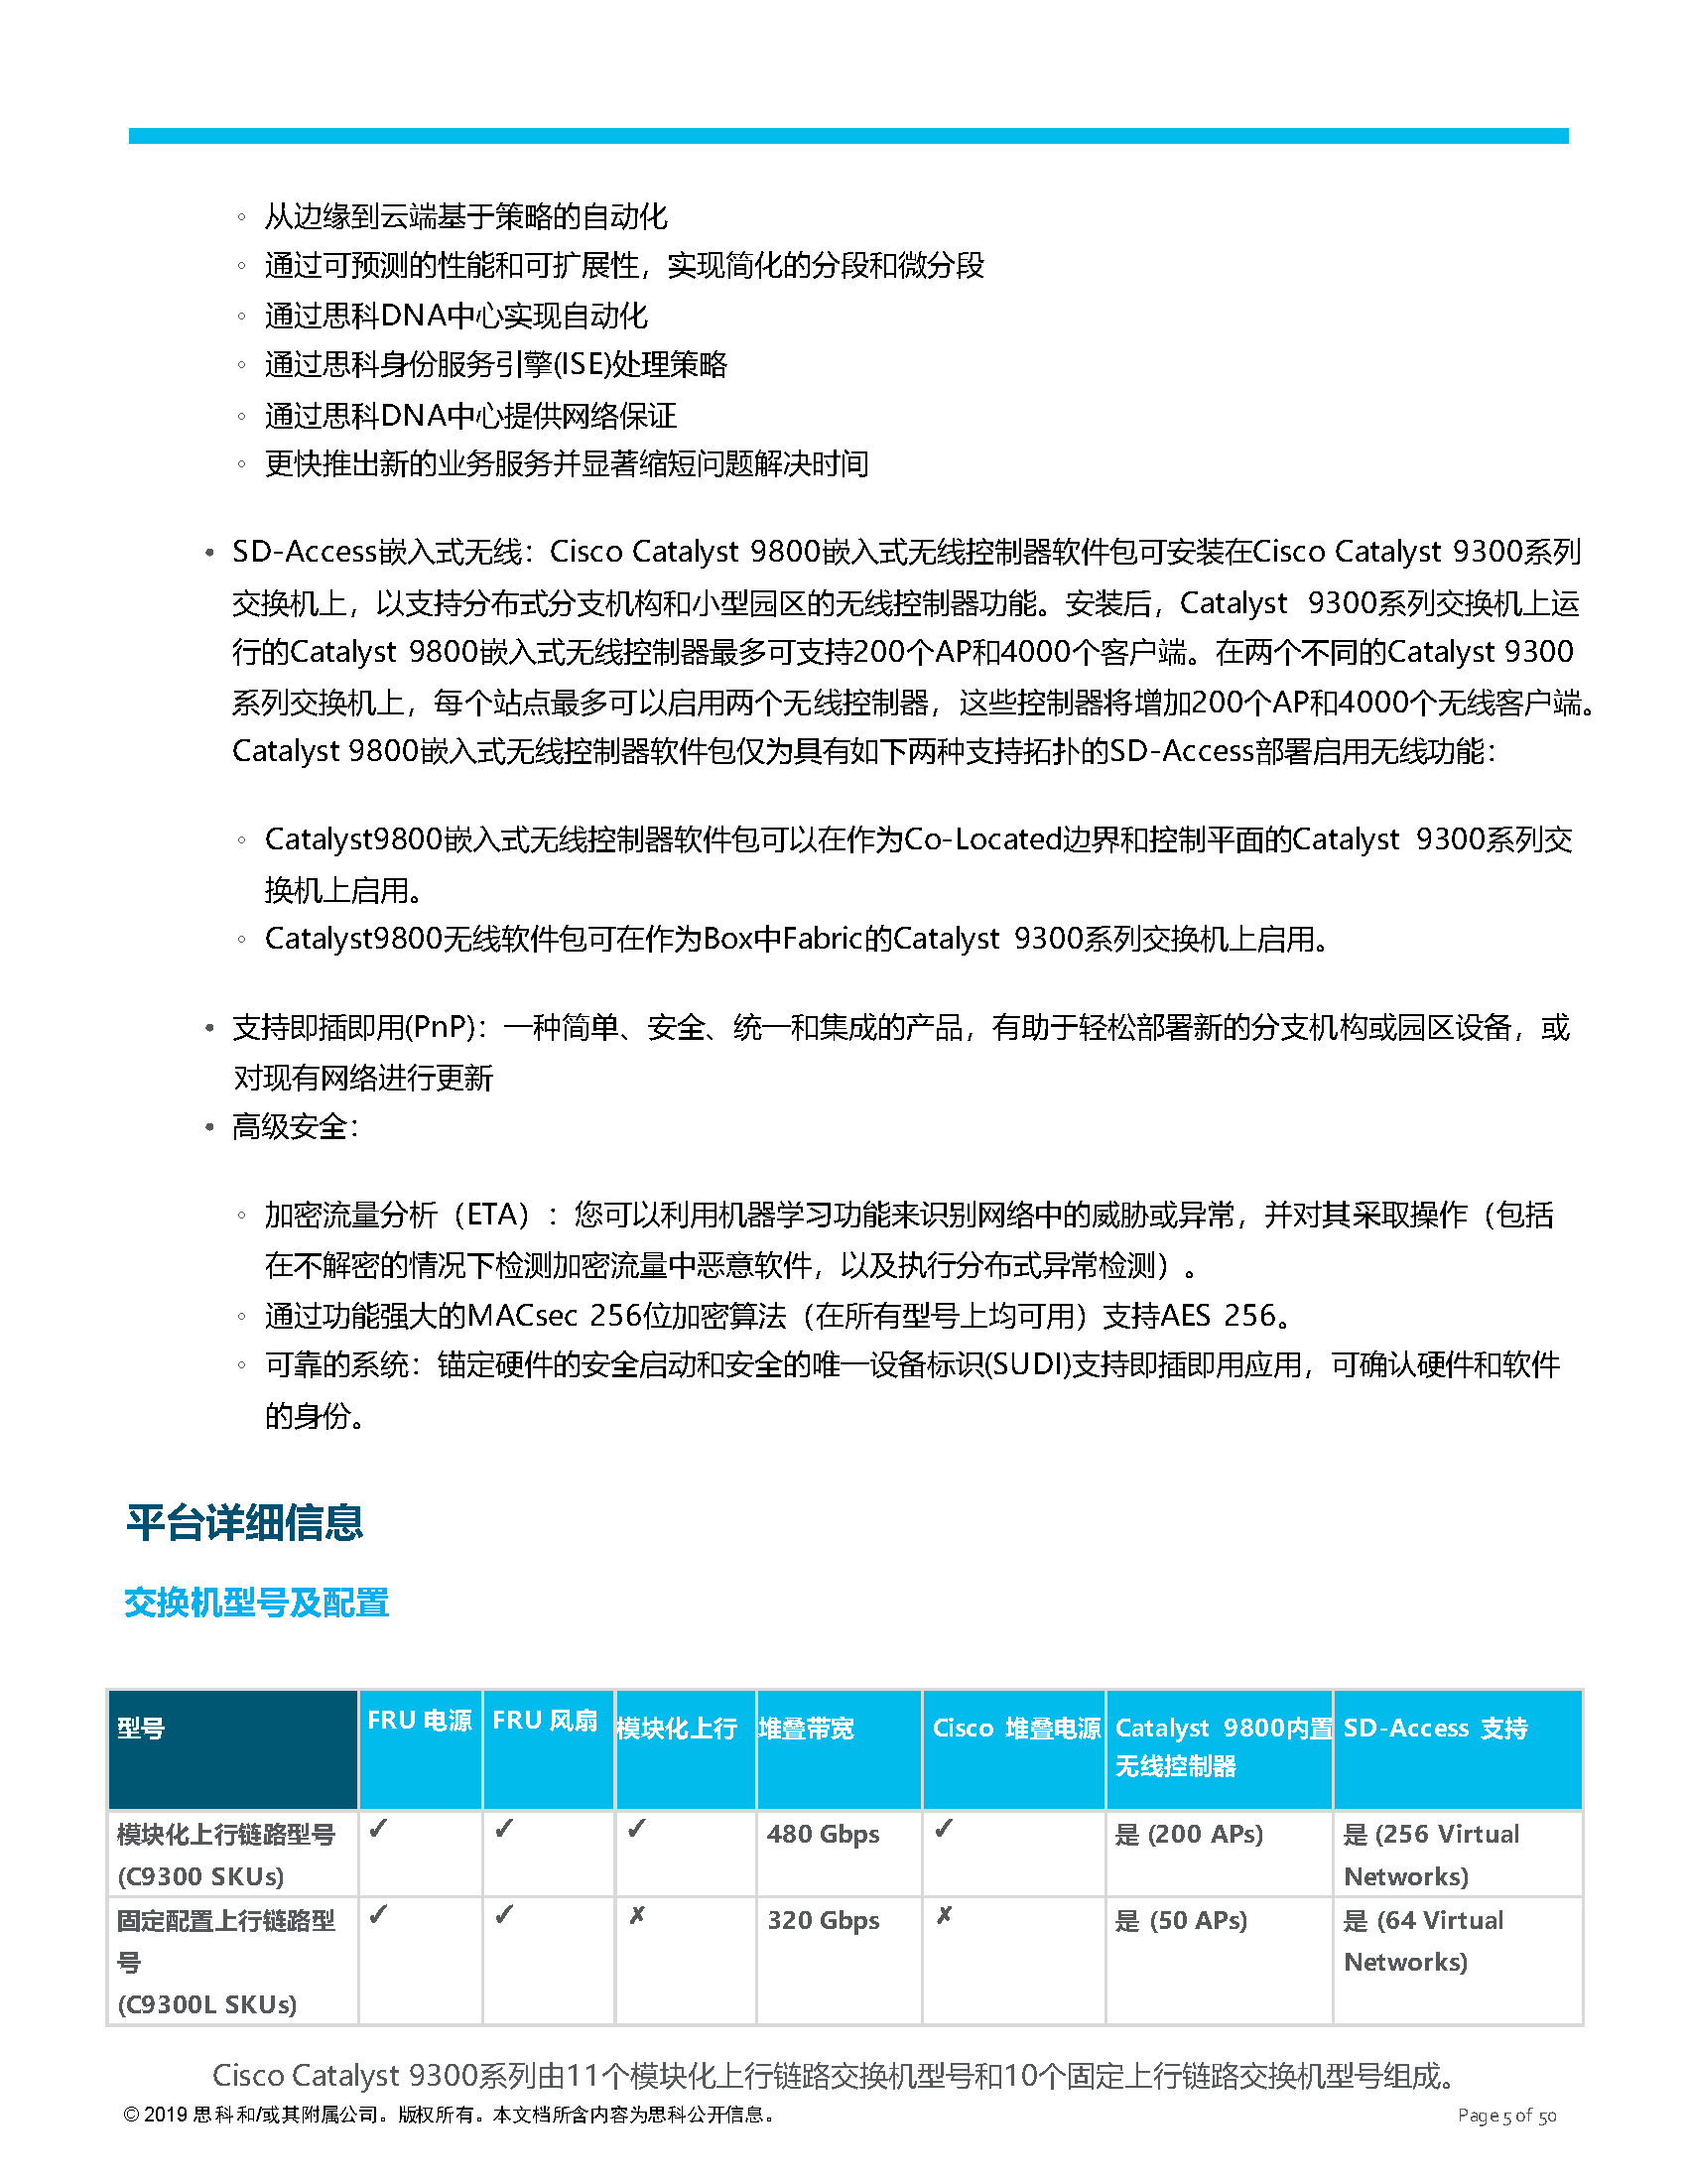 ◦ 从边缘到云端基于策略的自动化
◦ 通过可预测的性能和可扩展性，实现简化的分段和微分段
◦ 通过思科DNA中心实现自动化
◦ 通过思科身份服务引擎(ISE)处理策略
◦ 通过思科DNA中心提供网络保证
◦ 更快推出新的业务服务并显著缩短问题解决时间
• SD-Access嵌入式无线：Cisco Catalyst 9800嵌入式无线控制器软件包可安装在Cisco Catalyst 9300系列
交换机上，以支持分布式分支机构和小型园区的无线控制器功能。安装后，Catalyst 9300系列交换机上运
行的Catalyst 9800嵌入式无线控制器最多可支持200个AP和4000个客户端。在两个不同的Catalyst 9300
系列交换机上，每个站点最多可以启用两个无线控制器，这些控制器将增加200个AP和4000个无线客户端。
Catalyst 9800嵌入式无线控制器软件包仅为具有如下两种支持拓扑的SD-Access部署启用无线功能：
◦ Catalyst9800嵌入式无线控制器软件包可以在作为Co-Located边界和控制平面的Catalyst 9300系列交
换机上启用。
◦ Catalyst9800无线软件包可在作为Box中Fabric的Catalyst 9300系列交换机上启用。
• 支持即插即用(PnP)：一种简单、安全、统一和集成的产品，有助于轻松部署新的分支机构或园区设备，或
对现有网络进行更新
• 高级安全：
◦ 加密流量分析（ETA）：您可以利用机器学习功能来识别网络中的威胁或异常，并对其采取操作（包括
在不解密的情况下检测加密流量中恶意软件，以及执行分布式异常检测）。
◦ 通过功能强大的MACsec 256位加密算法（在所有型号上均可用）支持AES 256。
◦ 可靠的系统：锚定硬件的安全启动和安全的唯一设备标识(SUDI)支持即插即用应用，可确认硬件和软件
的身份。
平台详细信息
交换机型号及配置
型号 FRU 电源 FRU 风扇 模块化上行 堆叠带宽 Cisco 堆叠电源 Catalyst 9800内置 SD-Access 支持
无线控制器
模块化上行链路型号 ✓ ✓ ✓ 480 Gbps ✓ 是 (200 APs) 是 (256 Virtual
(C9300 SKUs) Networks)
固定配置上行链路型 ✓ ✓ ✗ 320 Gbps ✗ 是 (50 APs) 是 (64 Virtual
号 Networks)
(C9300L SKUs)
Cisco Catalyst 9300系列由11个模块化上行链路交换机型号和10个固定上行链路交换机型号组成。
© 2019 思科和/或其附属公司。版权所有。本文档所含内容为思科公开信息。 Page 5 of 50